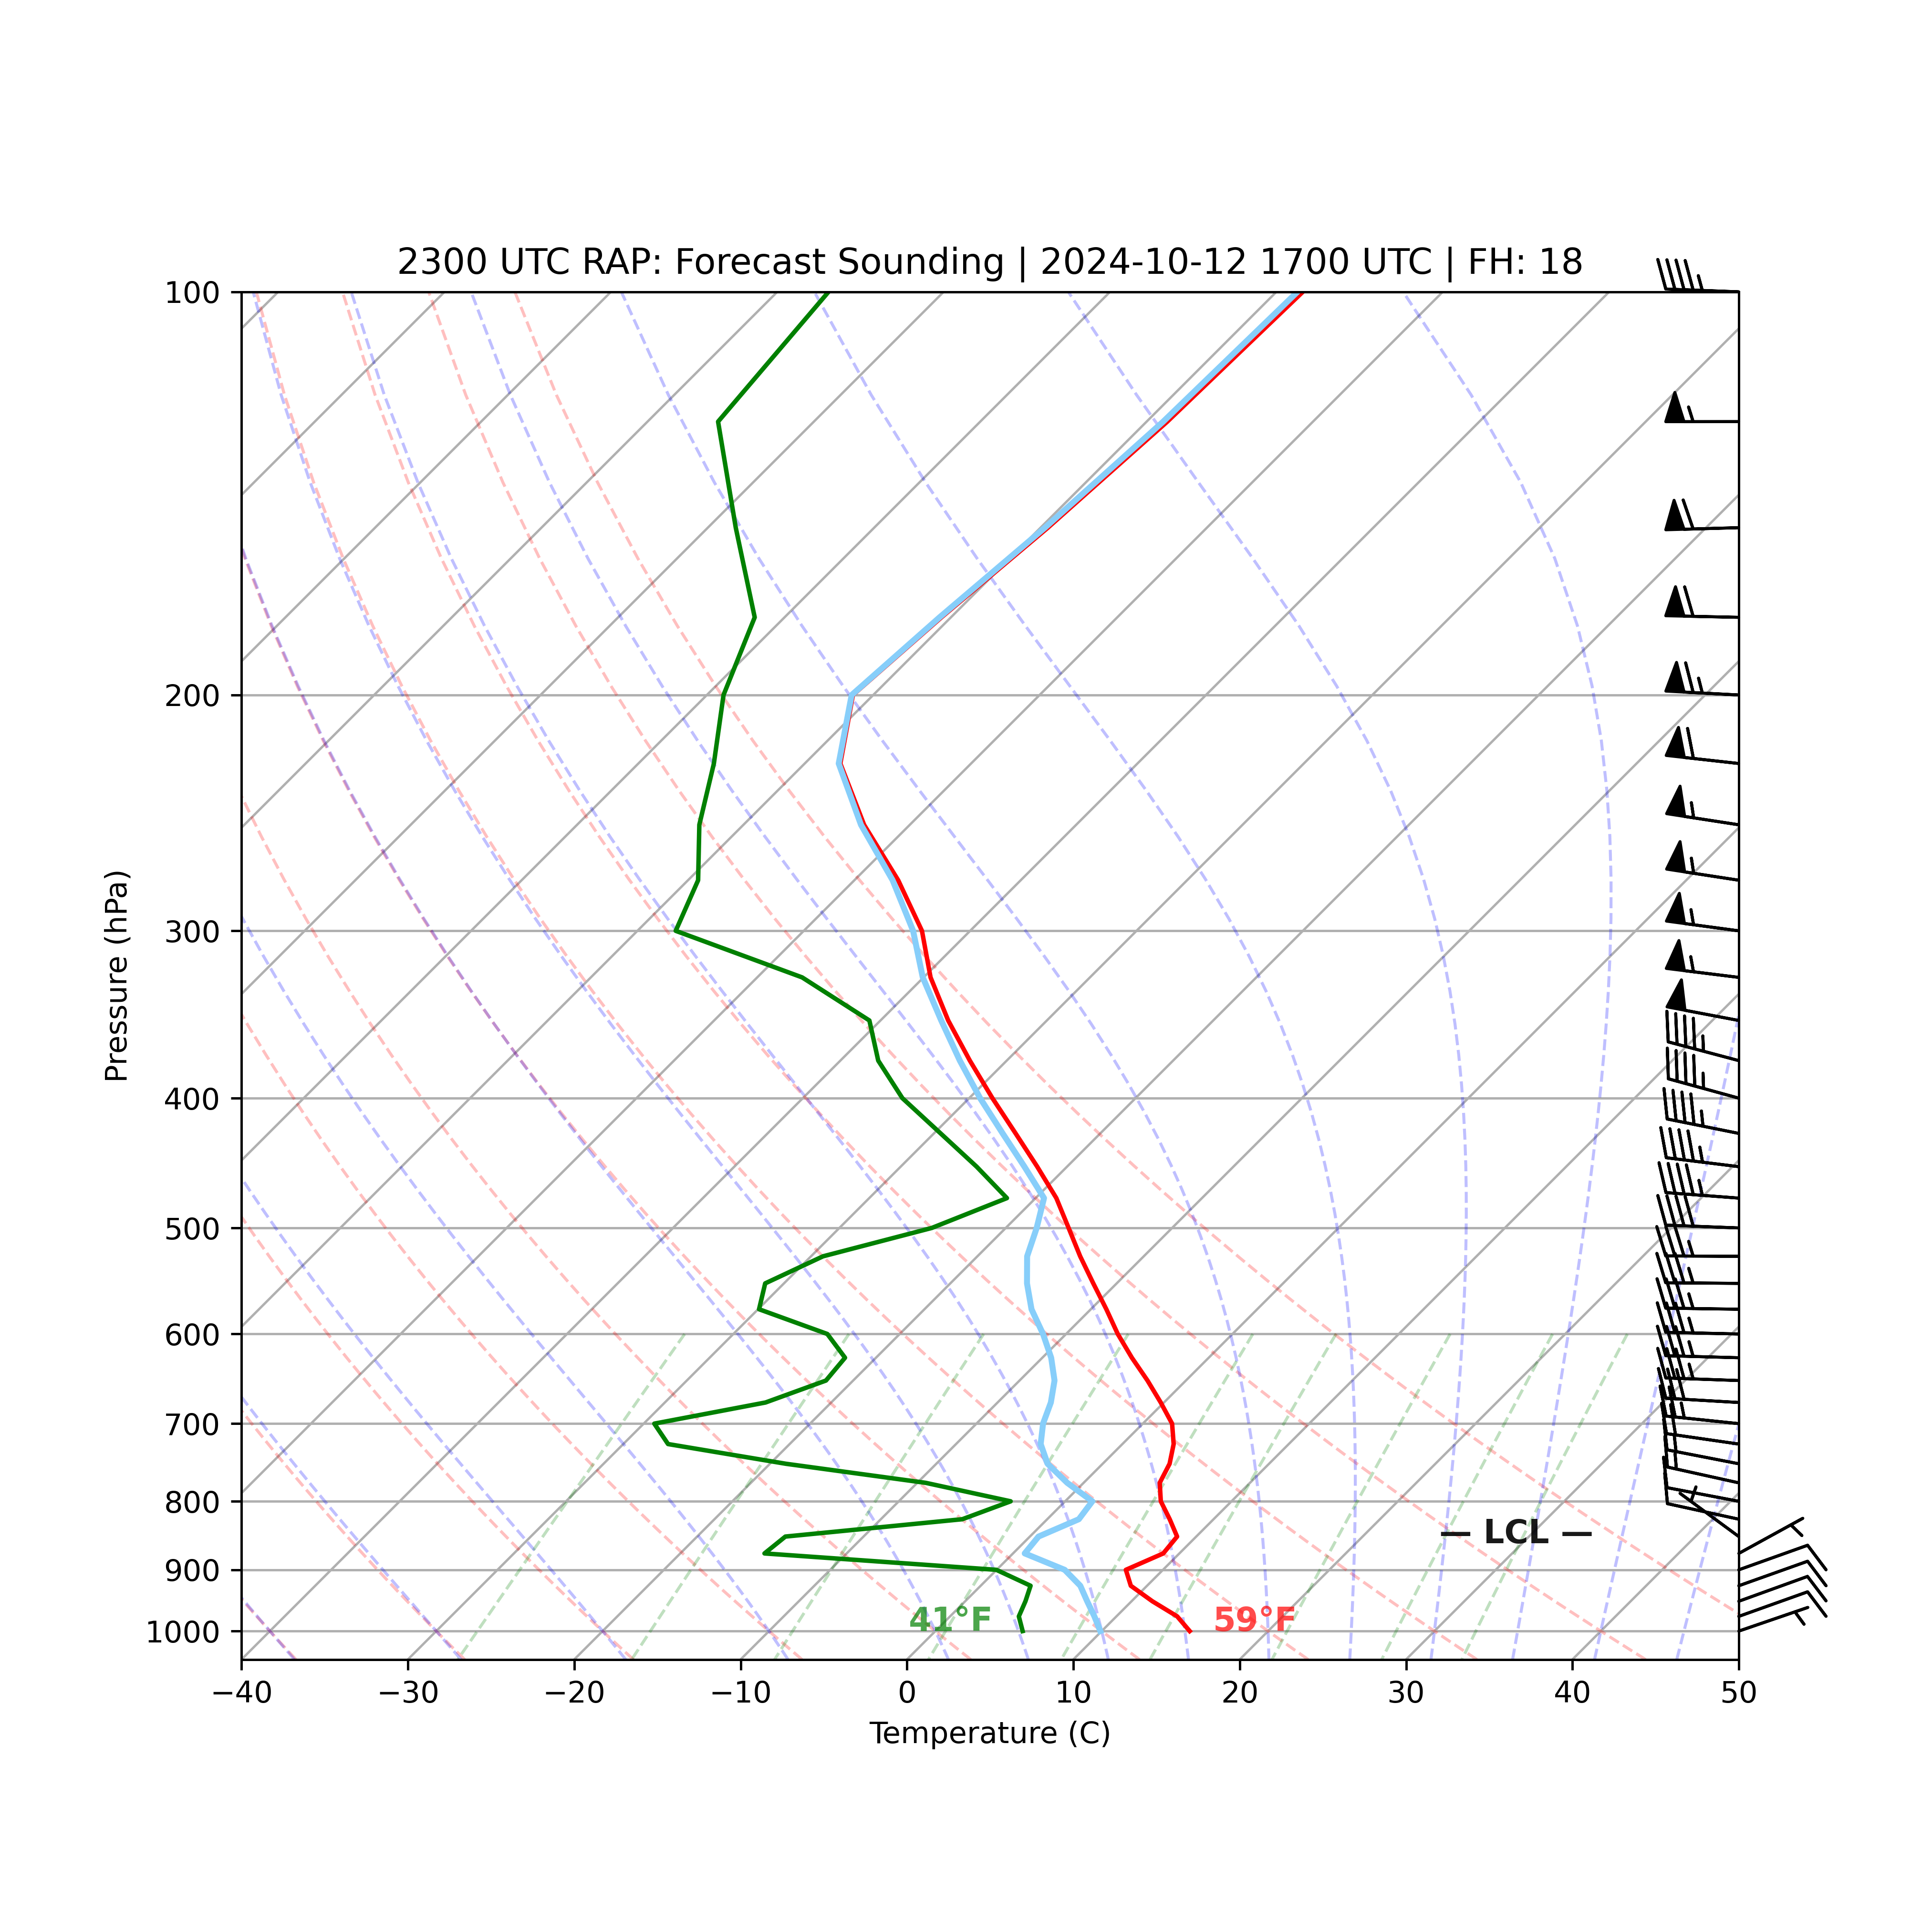 2300 UTC RAP: Forecast Sounding | 2024-10-12 1700 UTC | FH: 18
100
200
300
400
500
600
700
800
900
1000
Pressure (hPa)
— LCL —
41°F
59°F
−40 −30 −20 −10 0 10 20 30 40 50
Temperature (C)